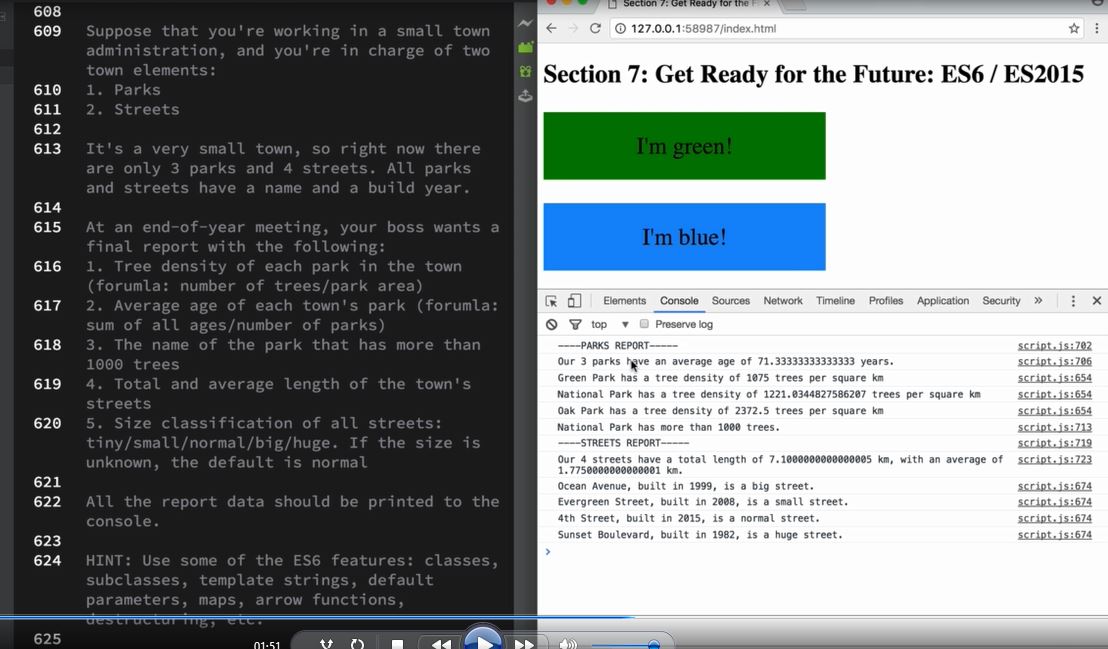 608
609 Suppose that you're working in a small town
administration, and you're in charge of two
town elements:
610 1. Parks
611 2. Streets
612
613 It's a very small town, so right now there
are only 3 parks and 4 streets. All parks
and streets have a name and a build year.
614
615 At an end-of-year meeting, your boss wants a
final report with the following:
616 1. Tree density of each park in the town
(forumla: number of trees/park area)
617 2. Average age of each town's park (forumla:
sum of all ages/number of parks)
618 3. The name of the park that has more than
1000 trees
619 4. Total and average length of the town's
streets
620 5. Size classification of all streets:
tiny/small/normal/big/huge. If the size is
unknown, the default is normal
621
622 All the report data should be printed to the
console.
623
624 HINT: Use some of the ES6 features: classes,
subclasses, template strings, default
parameters, maps, arrow functions,
destructuring, etc.
625
01:51
Section 7: Get Ready for the
127.0.0.1:58987/index.html
Section 7: Get Ready for the Future: ES6 / ES2015
I'm green!
I'm blue!
Elements Console Sources Network Timeline Profiles Application Security
top Preserve log
----PARKS REPORT----- script.js:702
Our 3 parks have an average age of 71.33333333333333 years. script.js:706
Green Park has a tree density of 1075 trees per square km script.js:654
National Park has a tree density of 1221.0344827586207 trees per square km script.js:654
Oak Park has a tree density of 2372.5 trees per square km script.js:654
National Park has more than 1000 trees. script.js:713
----STREETS REPORT----- script.js:719
Our 4 streets have a total length of 7.1000000000000005 km, with an average of script.js:723
1.7750000000000001 km.
Ocean Avenue, built in 1999, is a big street. script.js:674
Evergreen Street, built in 2008, is a small street. script.js:674
4th Street, built in 2015, is a normal street. script.js:674
Sunset Boulevard, built in 1982, is a huge street. script.js:674